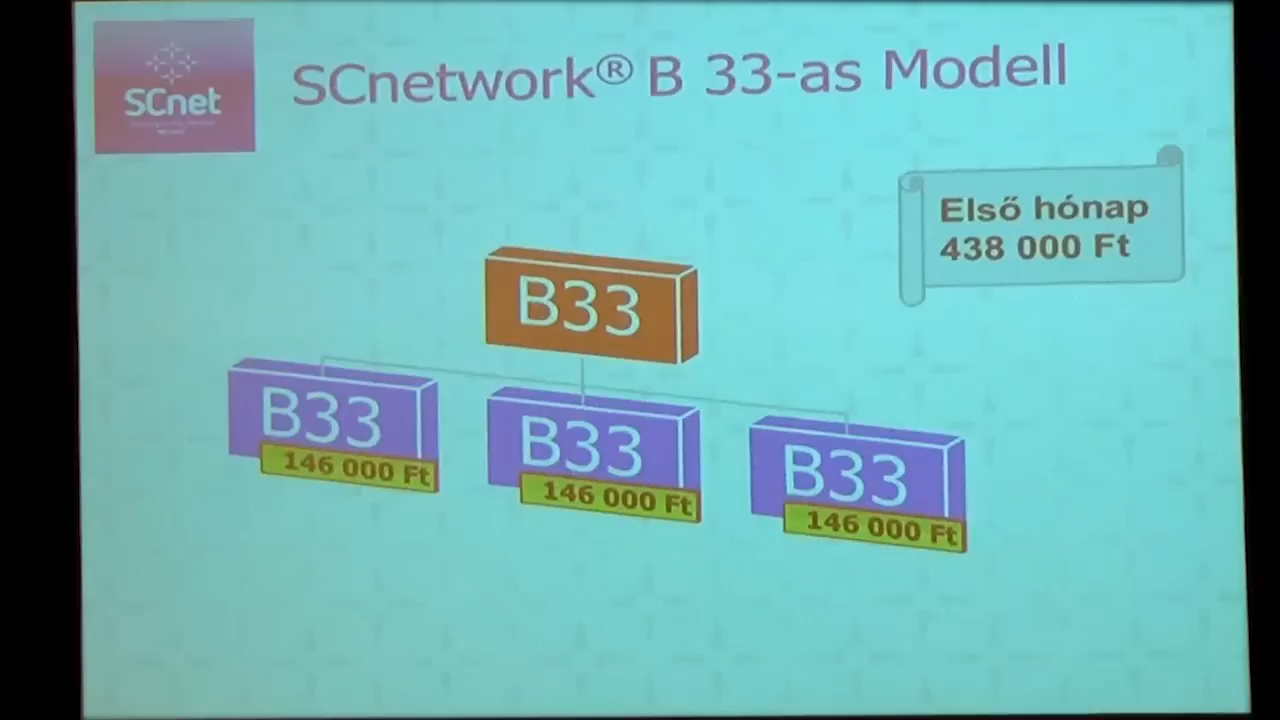 SCnet
SCnetwork® B 33-as Modell
Első hónap
438 000 Ft
B33
B33
146 000 Ft
B33
146 000 Ft
B33
146 000 Ft